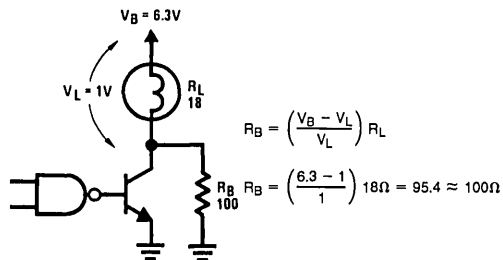 V_B = 6.3V
V_L = 1V
R_L
18
R_B = ((V_B − V_L) / V_L) R_L
R_B
100
R_B = ((6.3 − 1) / 1) 18Ω = 95.4 ≈ 100Ω